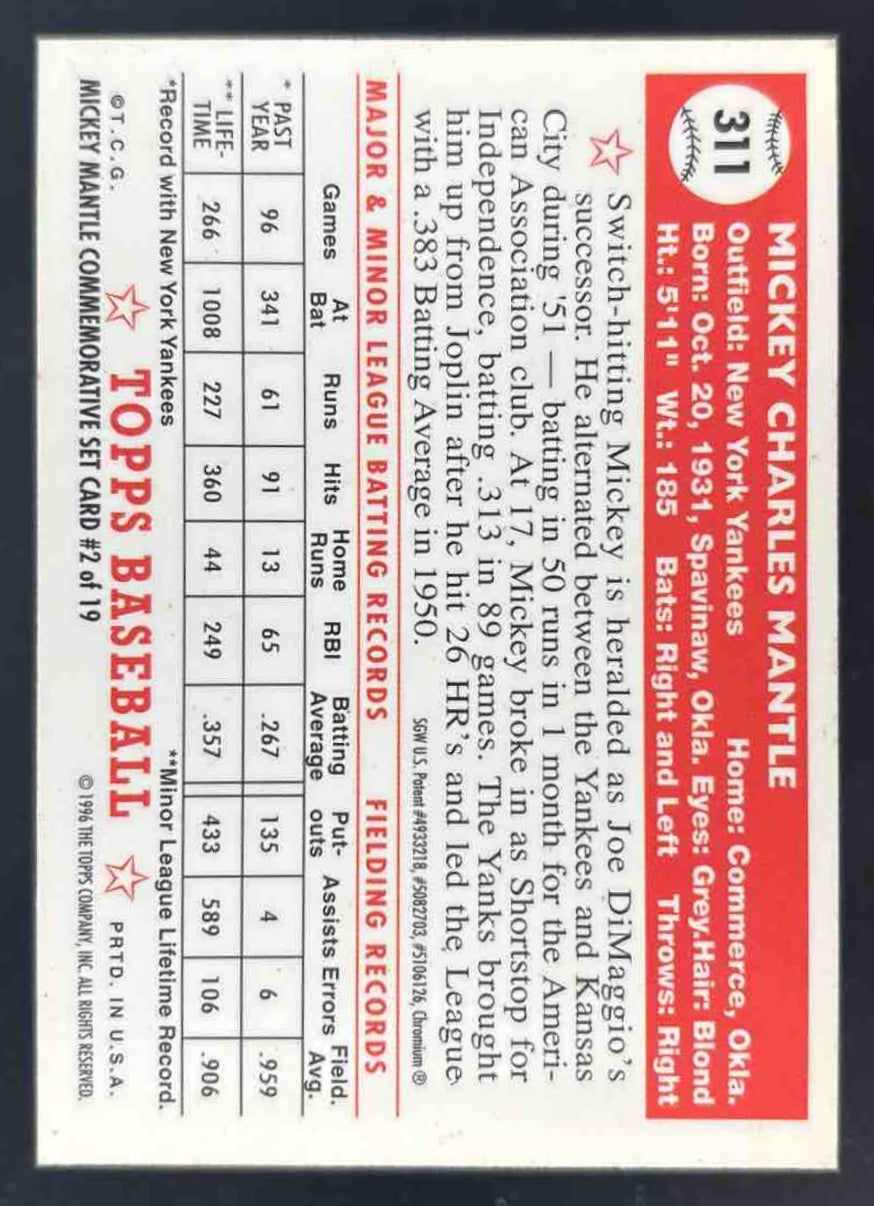 311
MICKEY CHARLES MANTLE
Outfield: New York Yankees Home: Commerce, Okla.
Born: Oct. 20, 1931, Spavinaw, Okla. Eyes: Grey.Hair: Blond
Ht.: 5'11" Wt.: 185 Bats: Right and Left Throws: Right
Switch-hitting Mickey is heralded as Joe DiMaggio's
successor. He alternated between the Yankees and Kansas
City during '51 — batting in 50 runs in 1 month for the Ameri-
can Association club. At 17, Mickey broke in as Shortstop for
Independence, batting .313 in 89 games. The Yanks brought
him up from Joplin after he hit 26 HR's and led the League
with a .383 Batting Average in 1950.
SGW U.S. Patent #4933218, #5082703, #5106126, Chromium ®
MAJOR & MINOR LEAGUE BATTING RECORDS FIELDING RECORDS
Games At Bat Runs Hits Home Runs RBI Batting Average Put-outs Assists Errors Field. Avg.
* PAST YEAR 96 341 61 91 13 65 .267 135 4 6 .959
** LIFE-TIME 266 1008 227 360 44 249 .357 433 589 106 .906
*Record with New York Yankees **Minor League Lifetime Record.
©T.C.G. TOPPS BASEBALL PRTD. IN U.S.A.
MICKEY MANTLE COMMEMORATIVE SET CARD #2 of 19 © 1996 THE TOPPS COMPANY, INC. ALL RIGHTS RESERVED.